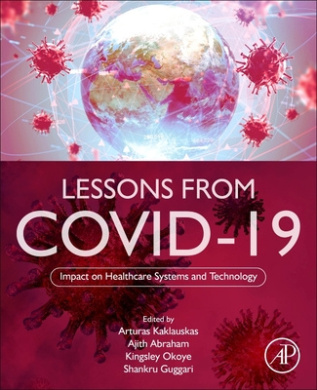 LESSONS FROM
COVID-19
Impact on Healthcare Systems and Technology
Edited by
Arturas Kaklauskas
Ajith Abraham
Kingsley Okoye
Shankru Guggari
AP